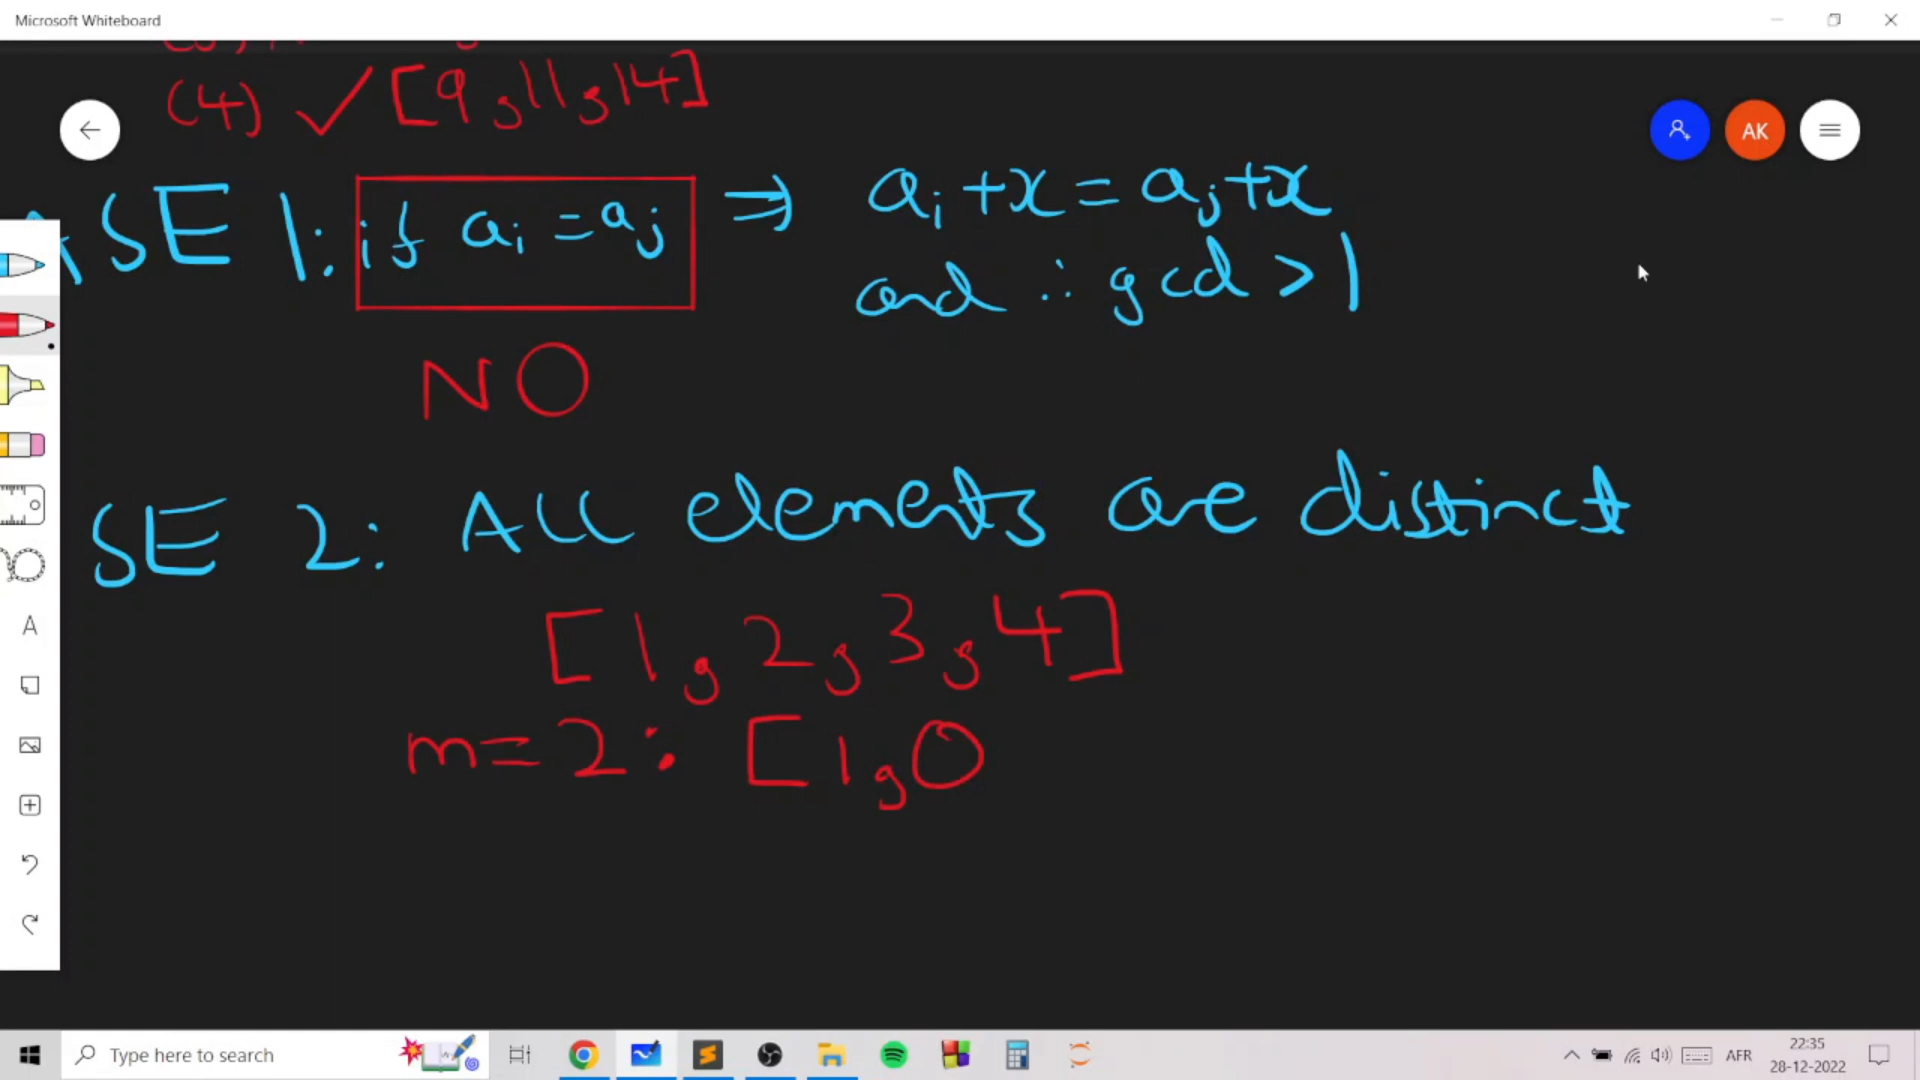 Microsoft Whiteboard
(4) ✓ [9,11,14]
ASE 1: if ai = aj ⇒ ai + x = aj + x
and ∴ gcd > 1
NO
SE 2: All elements are distinct
[1,2,3,4]
m = 2: [1,0
AK
A
Type here to search
AFR
22:35
28-12-2022